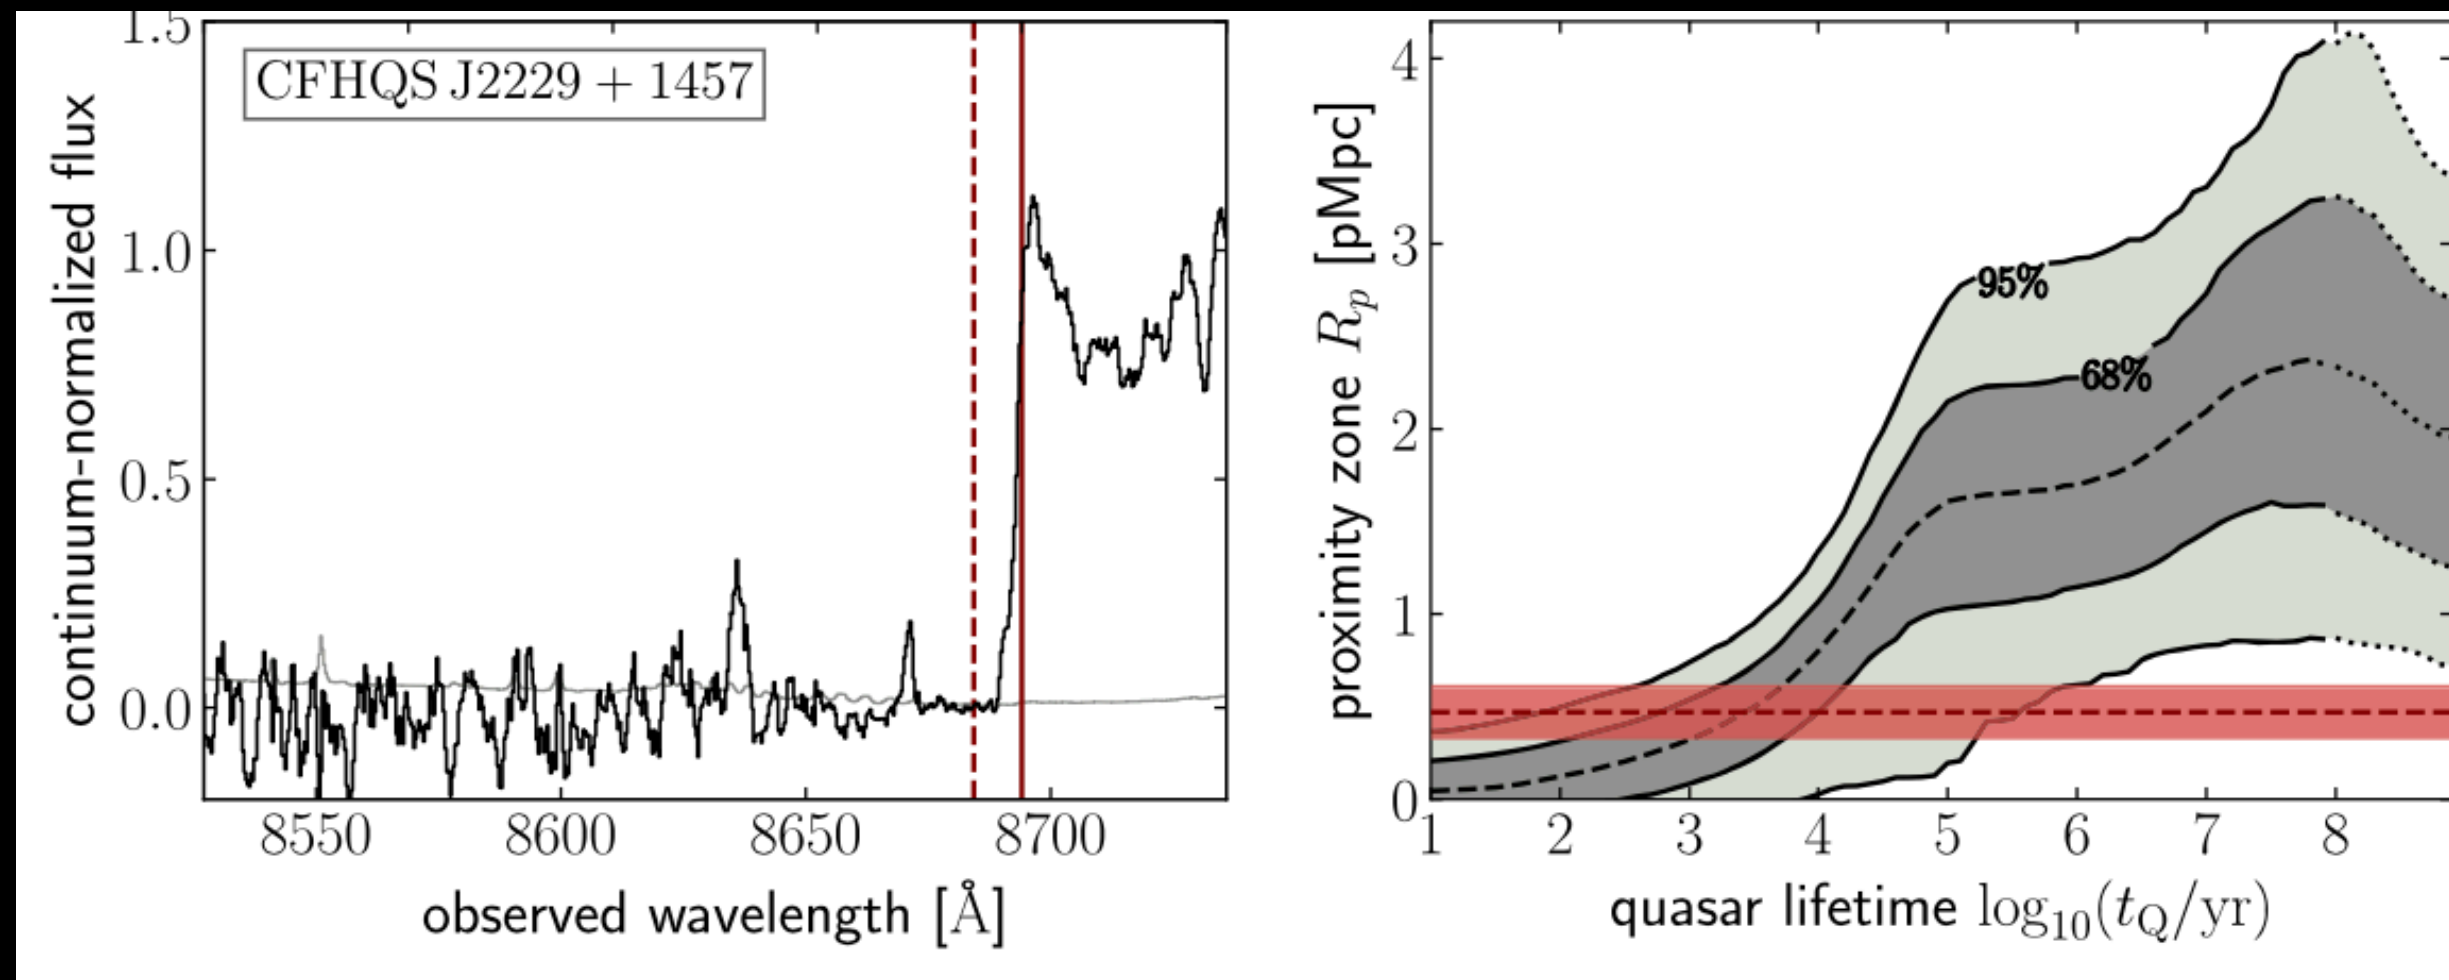 1.5
CFHQS J2229 + 1457
1.0
0.5
0.0
continuum-normalized flux
8550 8600 8650 8700
observed wavelength [Å]
4
3
2
1
0
proximity zone Rₚ [pMpc]
95%
68%
1 2 3 4 5 6 7 8
quasar lifetime log₁₀(t_Q/yr)